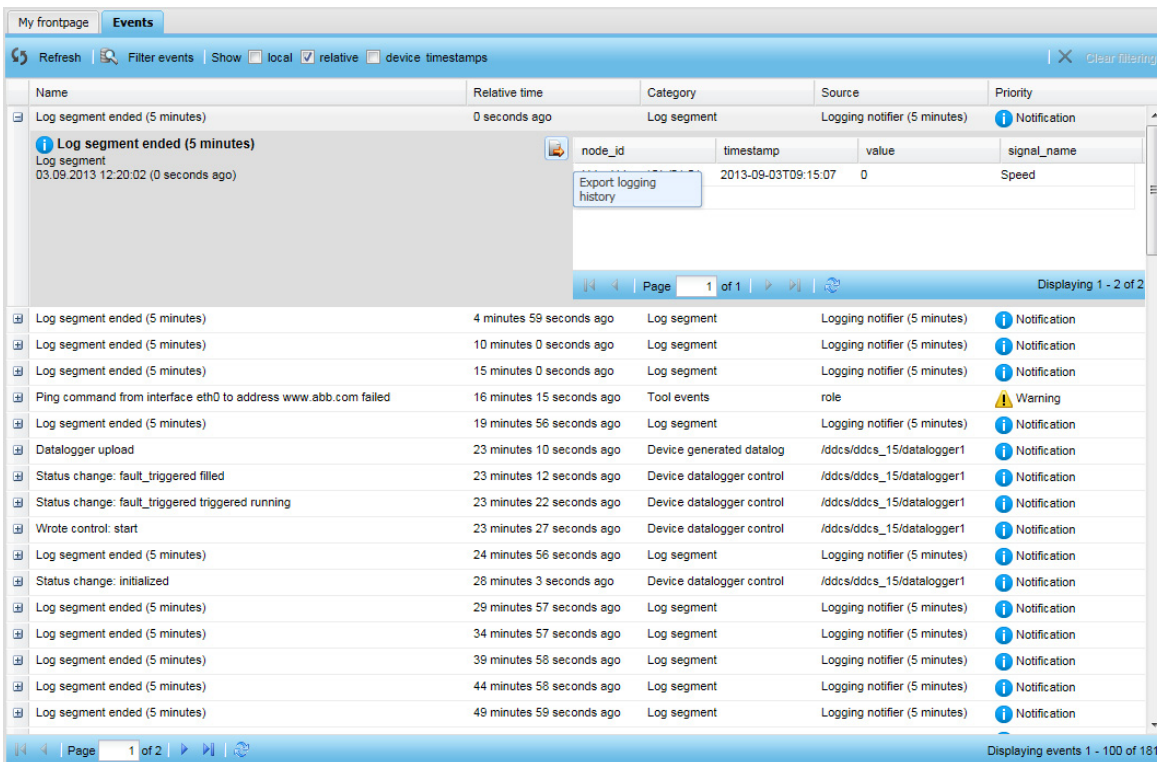 My frontpage Events
Refresh Filter events Show local relative device timestamps Clear filtering
Name Relative time Category Source Priority
Log segment ended (5 minutes) 0 seconds ago Log segment Logging notifier (5 minutes) Notification
Log segment ended (5 minutes) node_id timestamp value signal_name
Log segment
03.09.2013 12:20:02 (0 seconds ago) 2013-09-03T09:15:07 0 Speed
Export logging
history
Page 1 of 1 Displaying 1 - 2 of 2
Log segment ended (5 minutes) 4 minutes 59 seconds ago Log segment Logging notifier (5 minutes) Notification
Log segment ended (5 minutes) 10 minutes 0 seconds ago Log segment Logging notifier (5 minutes) Notification
Log segment ended (5 minutes) 15 minutes 0 seconds ago Log segment Logging notifier (5 minutes) Notification
Ping command from interface eth0 to address www.abb.com failed 16 minutes 15 seconds ago Tool events role Warning
Log segment ended (5 minutes) 19 minutes 56 seconds ago Log segment Logging notifier (5 minutes) Notification
Datalogger upload 23 minutes 10 seconds ago Device generated datalog /ddcs/ddcs_15/datalogger1 Notification
Status change: fault_triggered filled 23 minutes 12 seconds ago Device datalogger control /ddcs/ddcs_15/datalogger1 Notification
Status change: fault_triggered triggered running 23 minutes 22 seconds ago Device datalogger control /ddcs/ddcs_15/datalogger1 Notification
Wrote control: start 23 minutes 27 seconds ago Device datalogger control /ddcs/ddcs_15/datalogger1 Notification
Log segment ended (5 minutes) 24 minutes 56 seconds ago Log segment Logging notifier (5 minutes) Notification
Status change: initialized 28 minutes 3 seconds ago Device datalogger control /ddcs/ddcs_15/datalogger1 Notification
Log segment ended (5 minutes) 29 minutes 57 seconds ago Log segment Logging notifier (5 minutes) Notification
Log segment ended (5 minutes) 34 minutes 57 seconds ago Log segment Logging notifier (5 minutes) Notification
Log segment ended (5 minutes) 39 minutes 58 seconds ago Log segment Logging notifier (5 minutes) Notification
Log segment ended (5 minutes) 44 minutes 58 seconds ago Log segment Logging notifier (5 minutes) Notification
Log segment ended (5 minutes) 49 minutes 59 seconds ago Log segment Logging notifier (5 minutes) Notification
Page 1 of 2 Displaying events 1 - 100 of 181